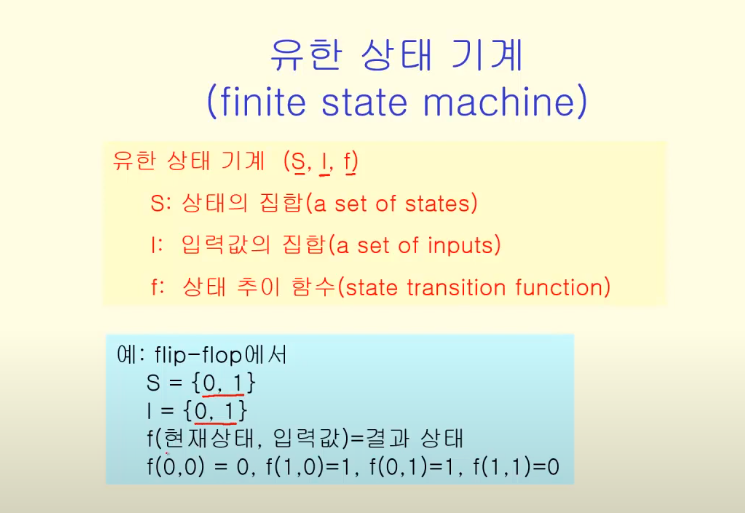 유한 상태 기계
(finite state machine)
유한 상태 기계 (S, I, f)
S: 상태의 집합(a set of states)
I: 입력값의 집합(a set of inputs)
f: 상태 추이 함수(state transition function)
예: flip-flop에서
S = {0, 1}
I = {0, 1}
f(현재상태, 입력값)=결과 상태
f(0,0) = 0, f(1,0)=1, f(0,1)=1, f(1,1)=0